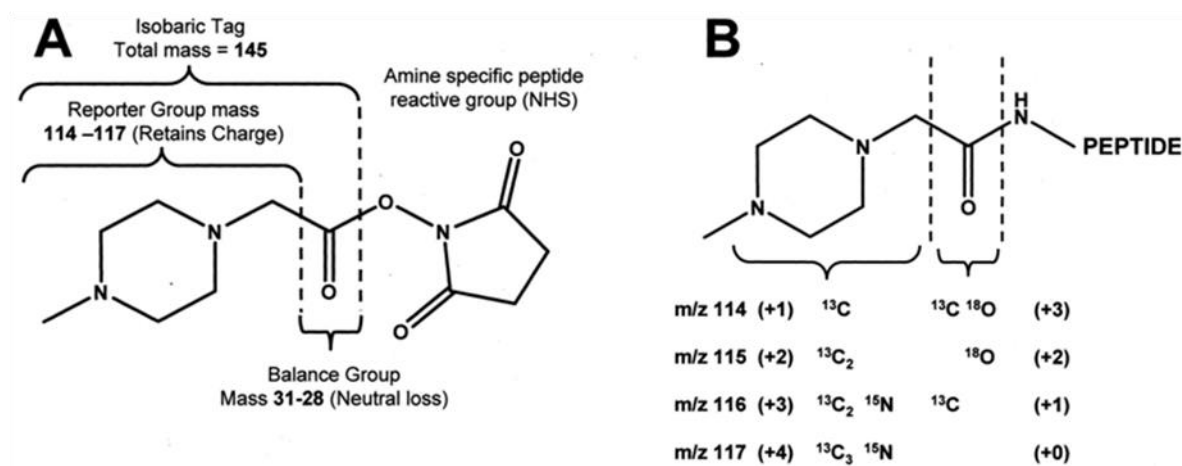 A
Isobaric Tag
Total mass = 145
Reporter Group mass
114 –117 (Retains Charge)
Amine specific peptide
reactive group (NHS)
N
N
O
O
N
O
O
Balance Group
Mass 31-28 (Neutral loss)
B
N
N
O
H
N
PEPTIDE
m/z 114 (+1) ¹³C ¹³C ¹⁸O (+3)
m/z 115 (+2) ¹³C₂ ¹⁸O (+2)
m/z 116 (+3) ¹³C₂ ¹⁵N ¹³C (+1)
m/z 117 (+4) ¹³C₃ ¹⁵N (+0)